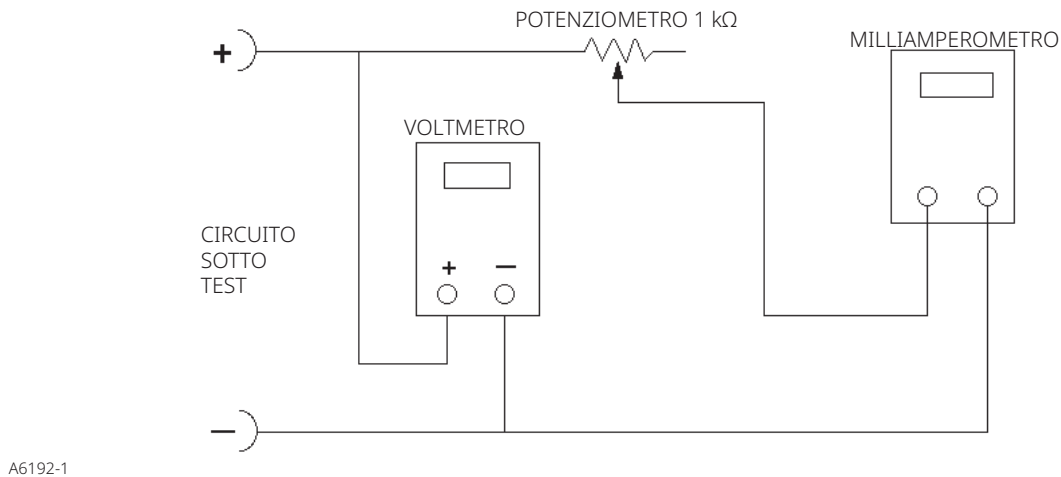 POTENZIOMETRO 1 kΩ
MILLIAMPEROMETRO
+
VOLTMETRO
CIRCUITO
SOTTO
TEST
+ —
—
A6192-1